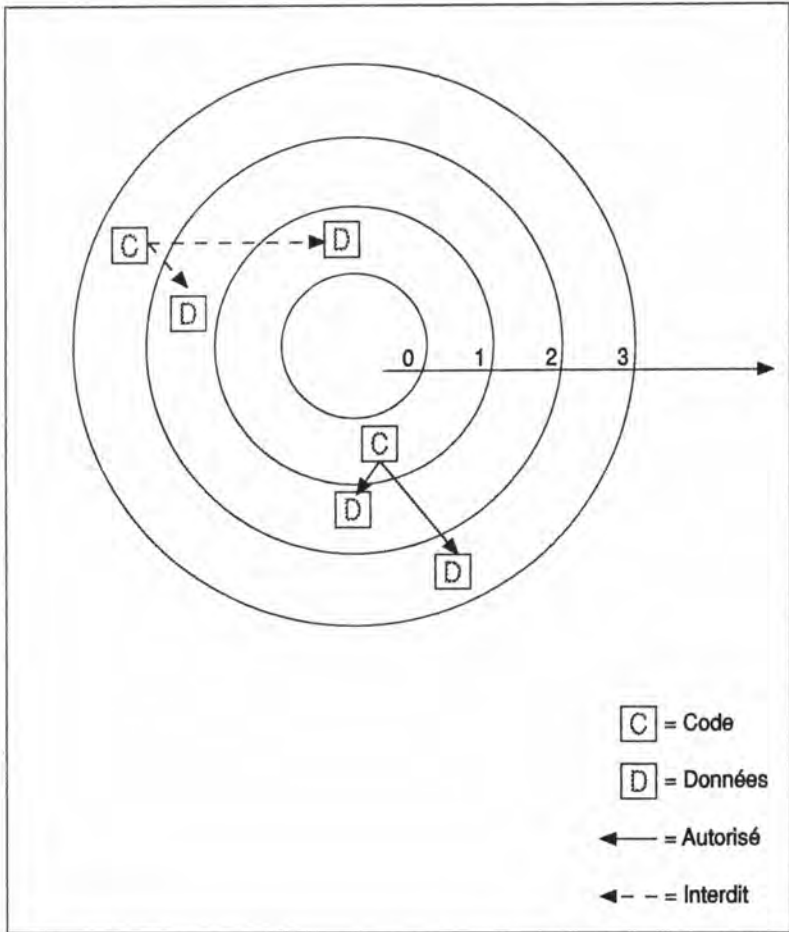 C
D
D
0 1 2 3
C
D
D
C = Code
D = Données
= Autorisé
= Interdit